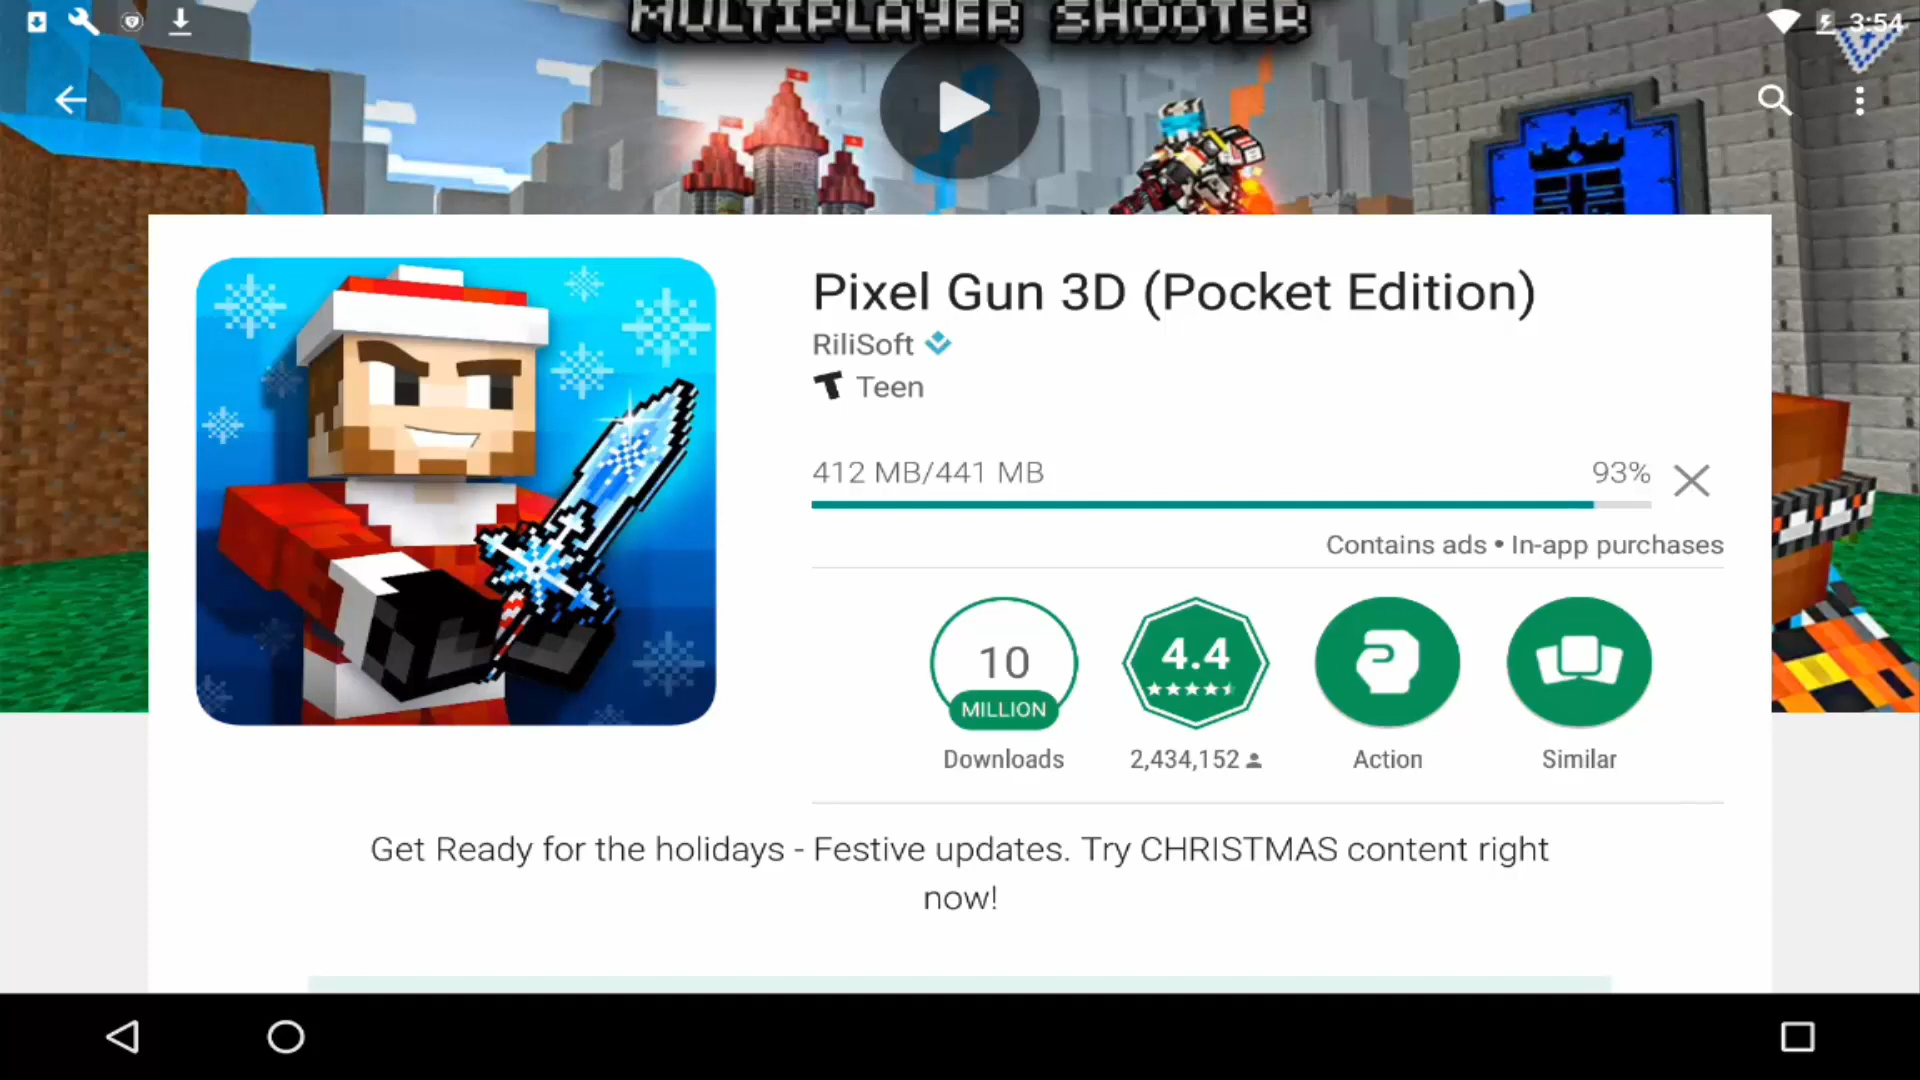 MULTIPLAYER SHOOTER
3:54
Pixel Gun 3D (Pocket Edition)
RiliSoft
T Teen
412 MB/441 MB
93%
Contains ads • In-app purchases
10
MILLION
Downloads
4.4
2,434,152
Action
Similar
Get Ready for the holidays - Festive updates. Try CHRISTMAS content right
now!